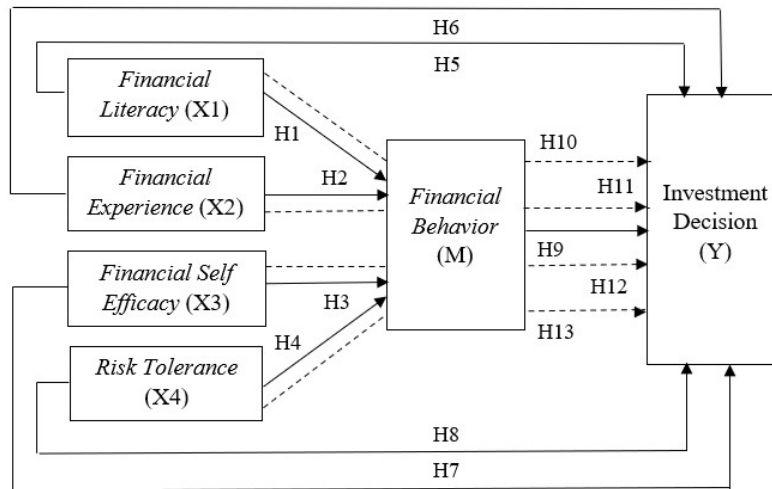 H6
H5
Financial
Literacy (X1)
H1
Financial
Experience (X2)
H2
Financial Self
Efficacy (X3)
H3
H4
Risk Tolerance
(X4)
Financial
Behavior
(M)
H10
H11
H9
H12
H13
Investment
Decision
(Y)
H8
H7